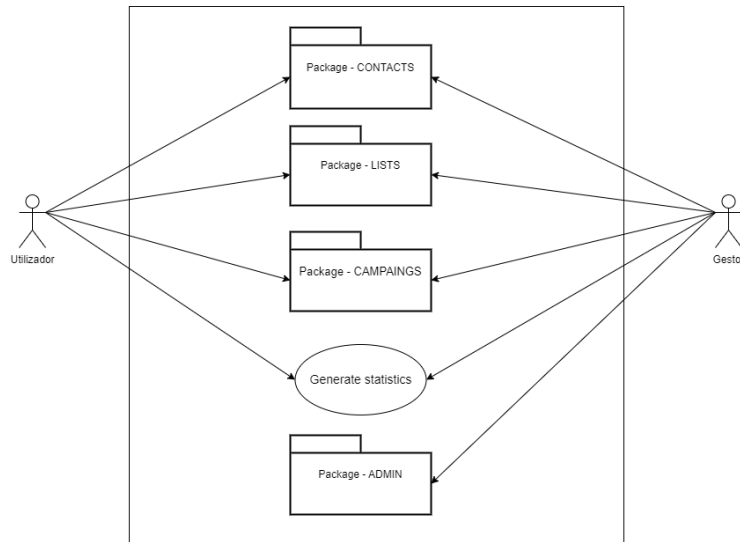 Package - CONTACTS
Package - LISTS
Utilizador
Gesto
Package - CAMPAINGS
Generate statistics
Package - ADMIN